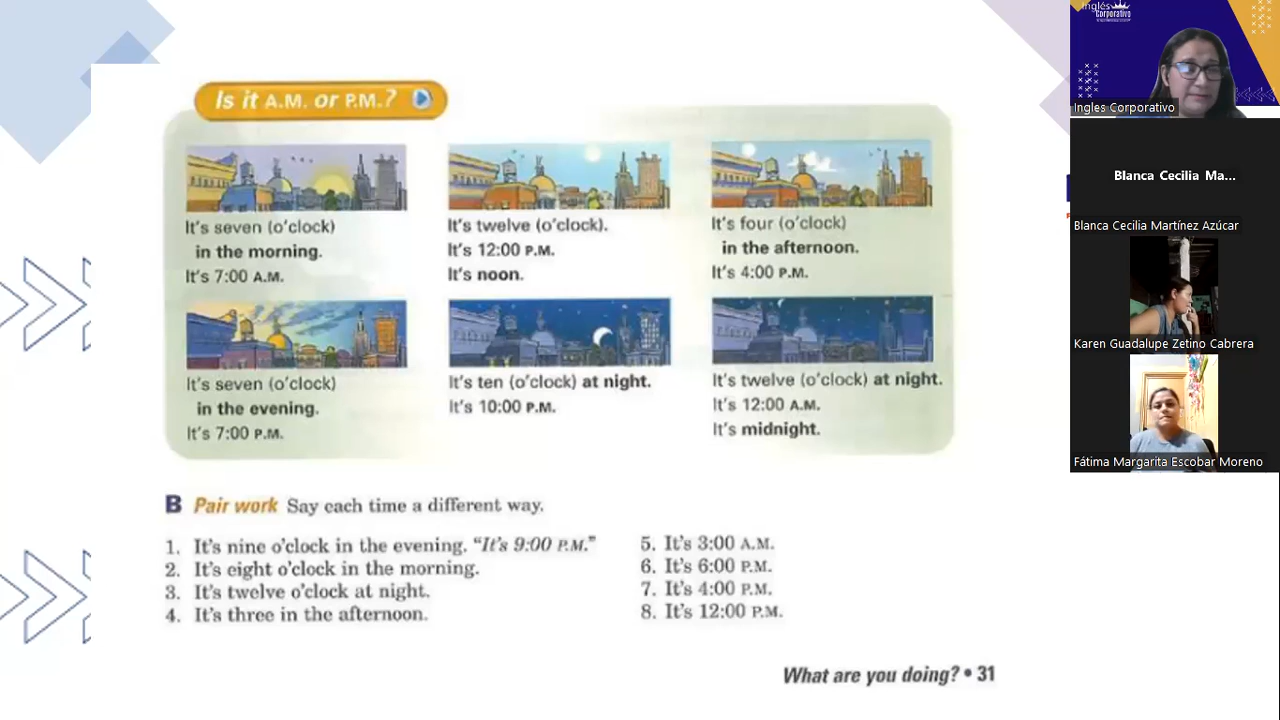 Is it A.M. or P.M.?
It's seven (o'clock)
in the morning.
It's 7:00 A.M.
It's twelve (o'clock).
It's 12:00 P.M.
It's noon.
It's four (o'clock)
in the afternoon.
It's 4:00 P.M.
It's seven (o'clock)
in the evening.
It's 7:00 P.M.
It's ten (o'clock) at night.
It's 10:00 P.M.
It's twelve (o'clock) at night.
It's 12:00 A.M.
It's midnight.
B Pair work Say each time a different way.
1. It's nine o'clock in the evening. "It's 9:00 P.M."
2. It's eight o'clock in the morning.
3. It's twelve o'clock at night.
4. It's three in the afternoon.
5. It's 3:00 A.M.
6. It's 6:00 P.M.
7. It's 4:00 P.M.
8. It's 12:00 P.M.
What are you doing? • 31
Inglés
Corporativo
Ingles Corporativo
Blanca Cecilia Ma...
Blanca Cecilia Martínez Azúcar
Karen Guadalupe Zetino Cabrera
Fátima Margarita Escobar Moreno